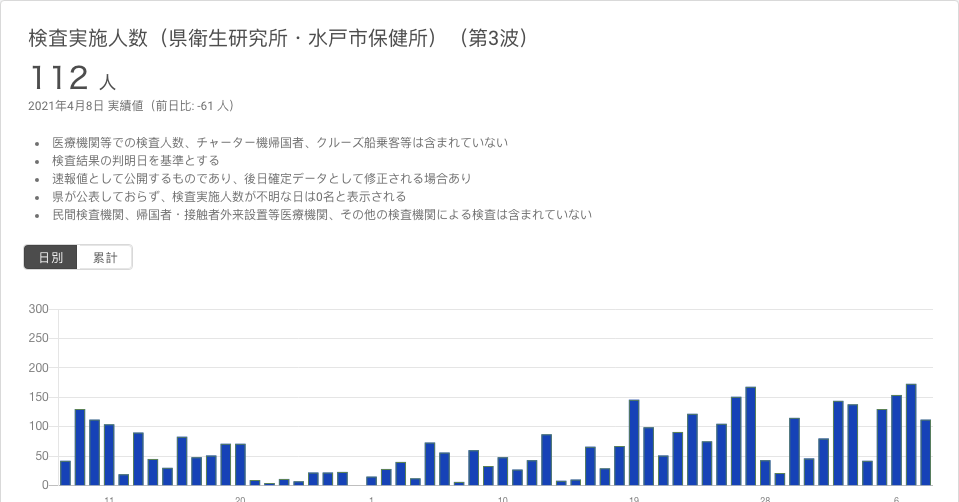 検査実施人数（県衛生研究所・水戸市保健所）（第3波）
112 人
2021年4月8日 実績値（前日比: -61 人）
• 医療機関等での検査人数、チャーター機帰国者、クルーズ船乗客等は含まれていない
• 検査結果の判明日を基準とする
• 速報値として公開するものであり、後日確定データとして修正される場合あり
• 県が公表しておらず、検査実施人数が不明な日は0名と表示される
• 民間検査機関、帰国者・接触者外来設置等医療機関、その他の検査機関による検査は含まれていない
日別 累計
300
250
200
150
100
50
0
11 20 1 10 19 28 6